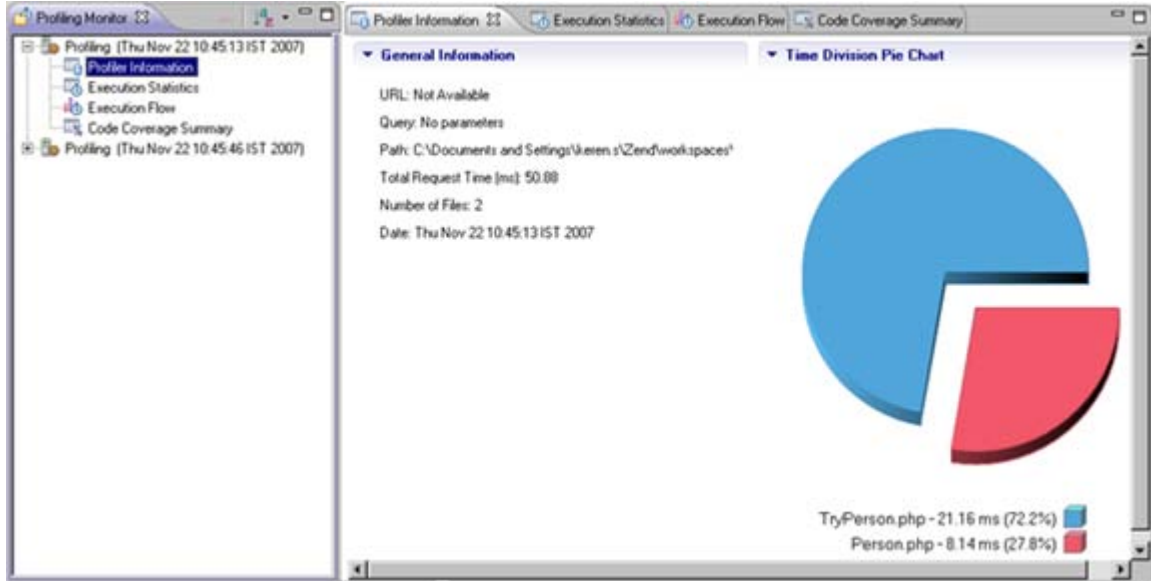 Profiling Monitor
Profiling (Thu Nov 22 10:45:13 IST 2007)
Profiler Information
Execution Statistics
Execution Flow
Code Coverage Summary
Profiling (Thu Nov 22 10:45:46 IST 2007)
Profiler Information Execution Statistics Execution Flow Code Coverage Summary
General Information
URL: Not Available
Query: No parameters
Path: C:\Documents and Settings\keren.s\Zend\workspaces\
Total Request Time [ms]: 50.88
Number of Files: 2
Date: Thu Nov 22 10:45:13 IST 2007
Time Division Pie Chart
TryPerson.php - 21.16 ms (72.2%)
Person.php - 8.14 ms (27.8%)